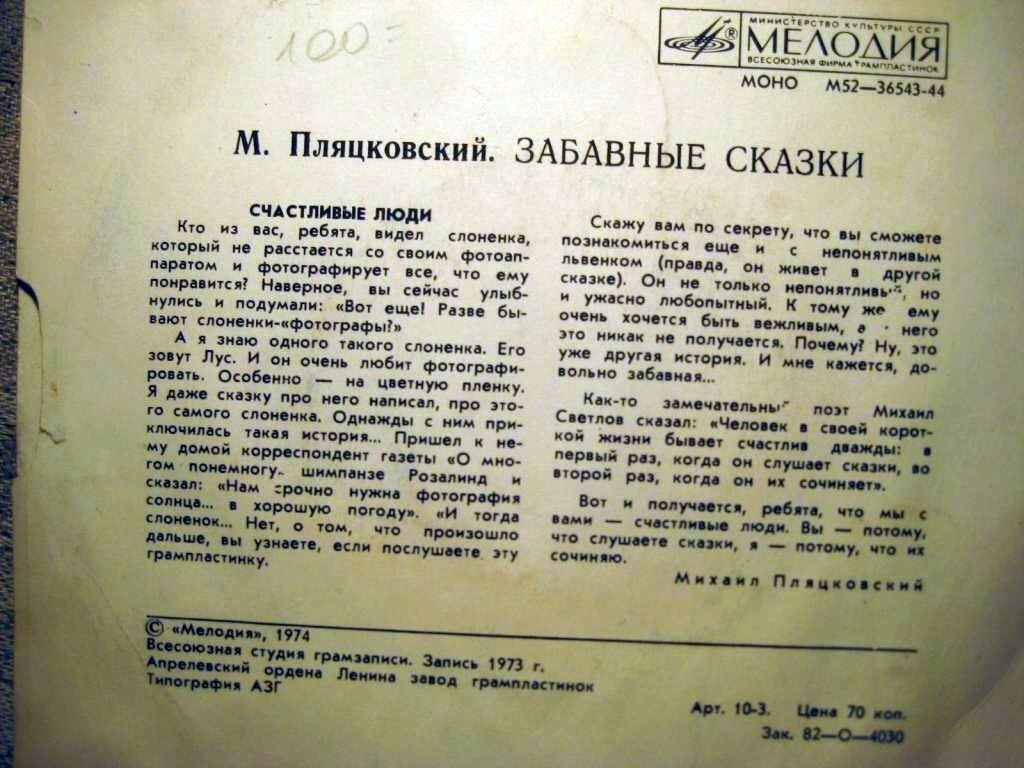 100=
МИНИСТЕРСТВО КУЛЬТУРЫ СССР
МЕЛОДИЯ
ВСЕСОЮЗНАЯ ФИРМА ГРАМПЛАСТИНОК
МОНО М52—36543-44
М. Пляцковский. ЗАБАВНЫЕ СКАЗКИ
СЧАСТЛИВЫЕ ЛЮДИ
Кто из вас, ребята, видел слоненка,
который не расстается со своим фотоап-
паратом и фотографирует все, что ему
понравится? Наверное, вы сейчас улыб-
нулись и подумали: «Вот еще! Разве бы-
вают слоненки-«фотографы?»
А я знаю одного такого слоненка. Его
зовут Лус. И он очень любит фотографи-
ровать. Особенно — на цветную пленку.
Я даже сказку про него написал, про это-
го самого слоненка. Однажды с ним при-
ключилась такая история... Пришел к не-
му домой корреспондент газеты «О мно-
гом понемногу» шимпанзе Розалинд и
сказал: «Нам срочно нужна фотография
солнца... в хорошую погоду». «И тогда
слоненок... Нет, о том, что произошло
дальше, вы узнаете, если послушаете эту
грампластинку.
Скажу вам по секрету, что вы сможете
познакомиться еще и с непонятливым
львенком (правда, он живет в другой
сказке). Он не только непонятливый, но
и ужасно любопытный. К тому же ему
очень хочется быть вежливым, а у него
это никак не получается. Почему? Ну, это
уже другая история. И мне кажется, до-
вольно забавная...
Как-то замечательный поэт Михаил
Светлов сказал: «Человек в своей корот-
кой жизни бывает счастлив дважды: в
первый раз, когда он слушает сказки, во
второй раз, когда он их сочиняет».
Вот и получается, ребята, что мы с
вами — счастливые люди. Вы — потому,
что слушаете сказки, я — потому, что их
сочиняю.
Михаил Пляцковский
© «Мелодия», 1974
Всесоюзная студия грамзаписи. Запись 1973 г.
Апрелевский ордена Ленина завод грампластинок
Типография АЗГ
Арт. 10-3. Цена 70 коп.
Зак. 82—О—4030